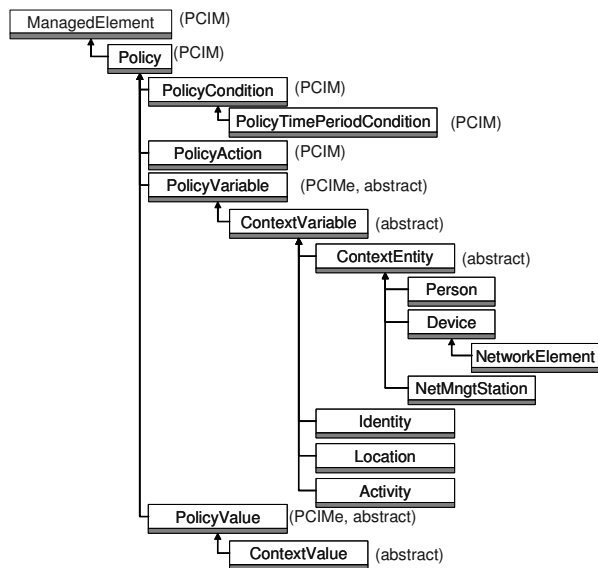 ManagedElement (PCIM)
Policy (PCIM)
PolicyCondition (PCIM)
PolicyTimePeriodCondition (PCIM)
PolicyAction (PCIM)
PolicyVariable (PCIMe, abstract)
ContextVariable (abstract)
ContextEntity (abstract)
Person
Device
NetworkElement
NetMngtStation
Identity
Location
Activity
PolicyValue (PCIMe, abstract)
ContextValue (abstract)